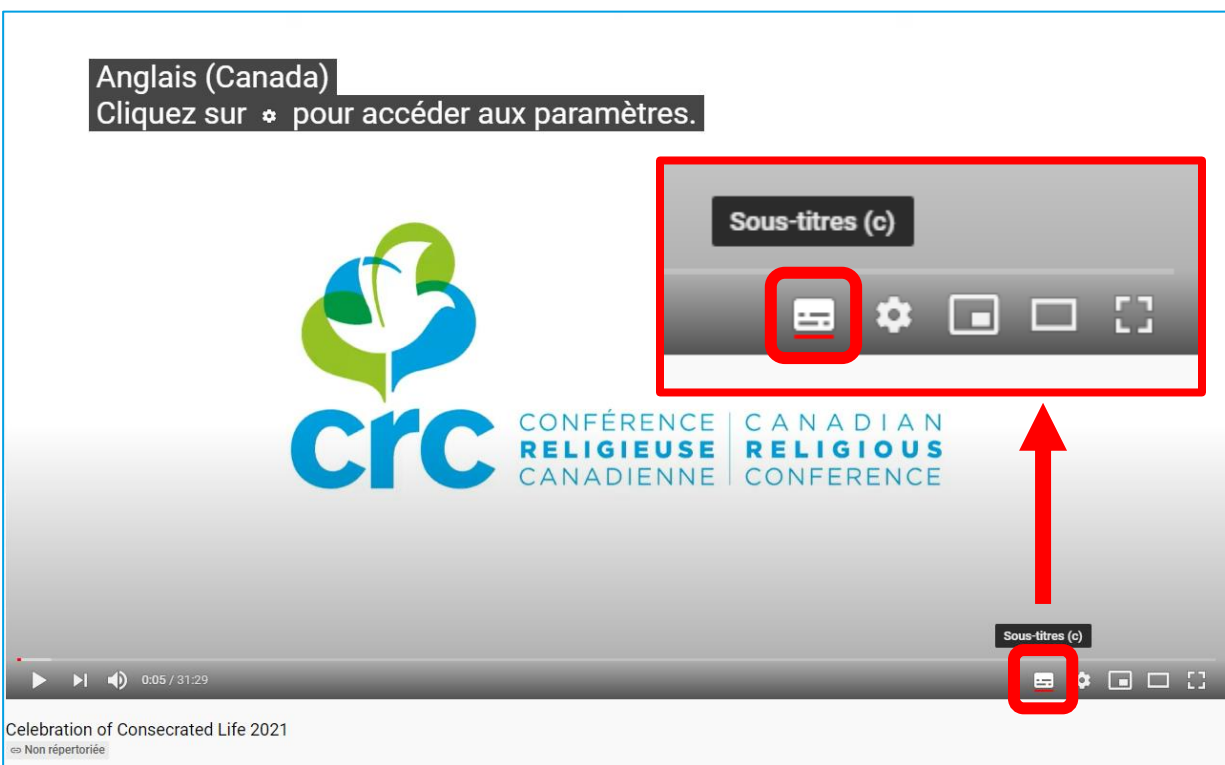 Anglais (Canada)
Cliquez sur pour accéder aux paramètres.
Sous-titres (c)
crc
CONFÉRENCE
RELIGIEUSE
CANADIENNE
CANADIAN
RELIGIOUS
CONFERENCE
Sous-titres (c)
0:05 / 31:29
Celebration of Consecrated Life 2021
Non répertoriée